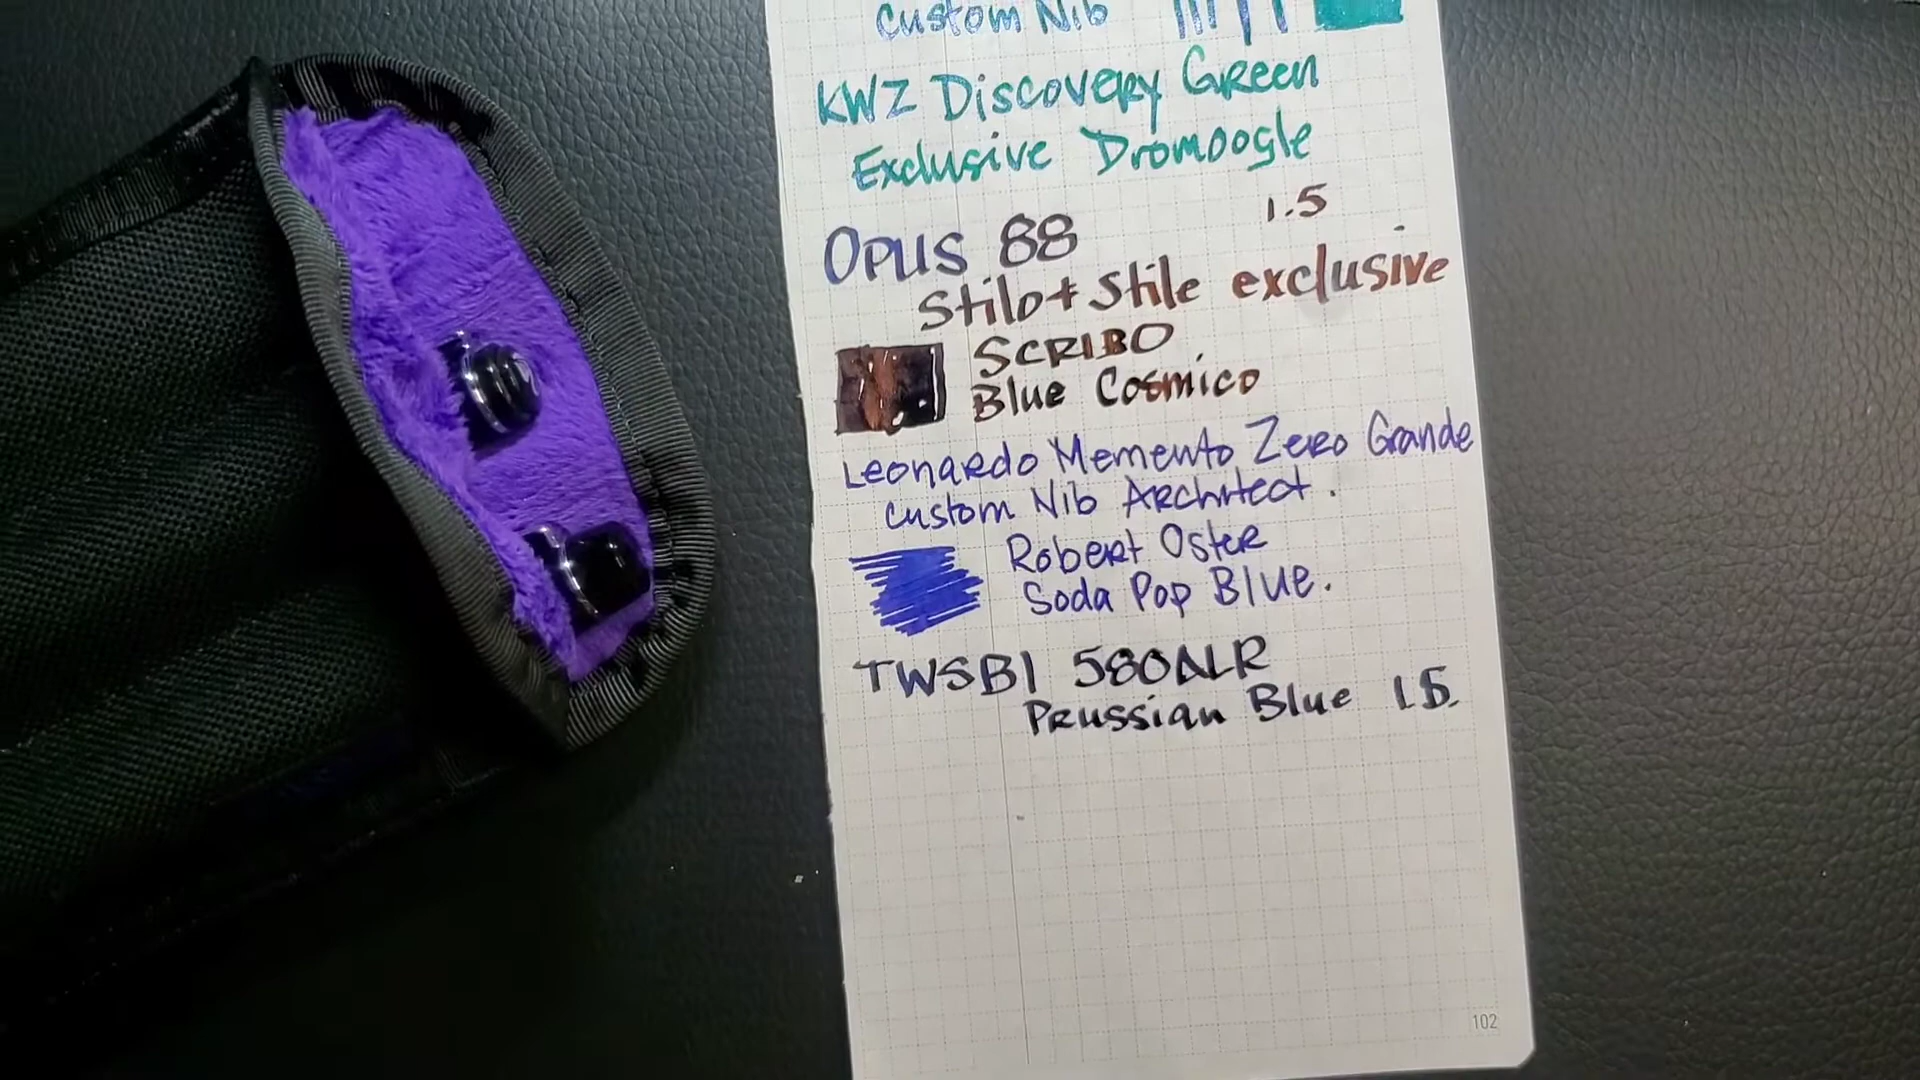 Custom Nib
KWZ Discovery Green
Exclusive Dromoogle
1.5
Opus 88
Stilo + Stile exclusive
SCRIBO
Blue Cosmico
Leonardo Memento Zero Grande
Custom Nib Architect.
Robert Oster
Soda Pop Blue.
TWSBI 580ALR
Prussian Blue 1.5.
102